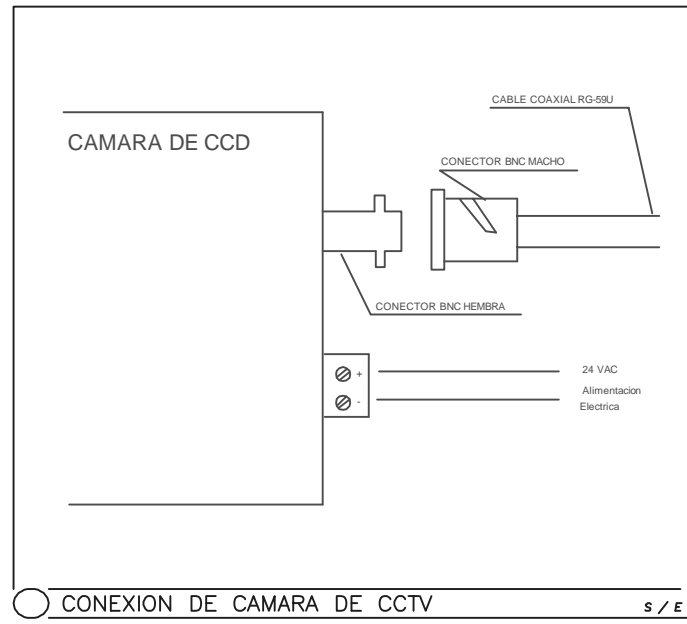 CABLE COAXIAL RG-59U
CAMARA DE CCD
CONECTOR BNC MACHO
CONECTOR BNC HEMBRA
+
24 VAC
-
Alimentacion
Electrica
CONEXION DE CAMARA DE CCTV
S / E